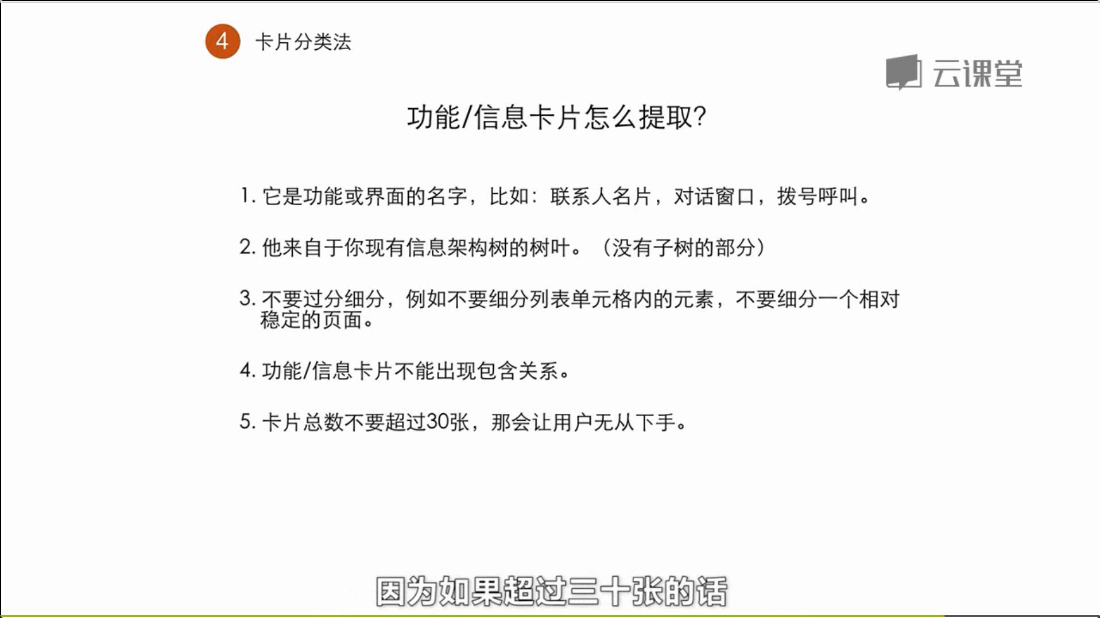 4 卡片分类法
云课堂
功能/信息卡片怎么提取？
1. 它是功能或界面的名字，比如：联系人名片，对话窗口，拨号呼叫。
2. 他来自于你现有信息架构树的树叶。（没有子树的部分）
3. 不要过分细分，例如不要细分列表单元格内的元素，不要细分一个相对
稳定的页面。
4. 功能/信息卡片不能出现包含关系。
5. 卡片总数不要超过30张，那会让用户无从下手。
因为如果超过三十张的话